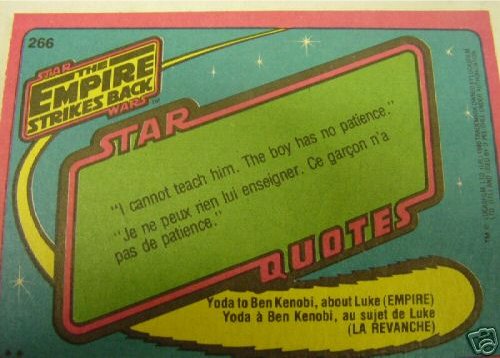 266
STAR
THE
EMPIRE
STRIKES BACK
WARS TM
STAR
"I cannot teach him. The boy has no patience."
"Je ne peux rien lui enseigner. Ce garçon n'a
pas de patience."
QUOTES
Yoda to Ben Kenobi, about Luke (EMPIRE)
Yoda à Ben Kenobi, au sujet de Luke
(LA REVANCHE)